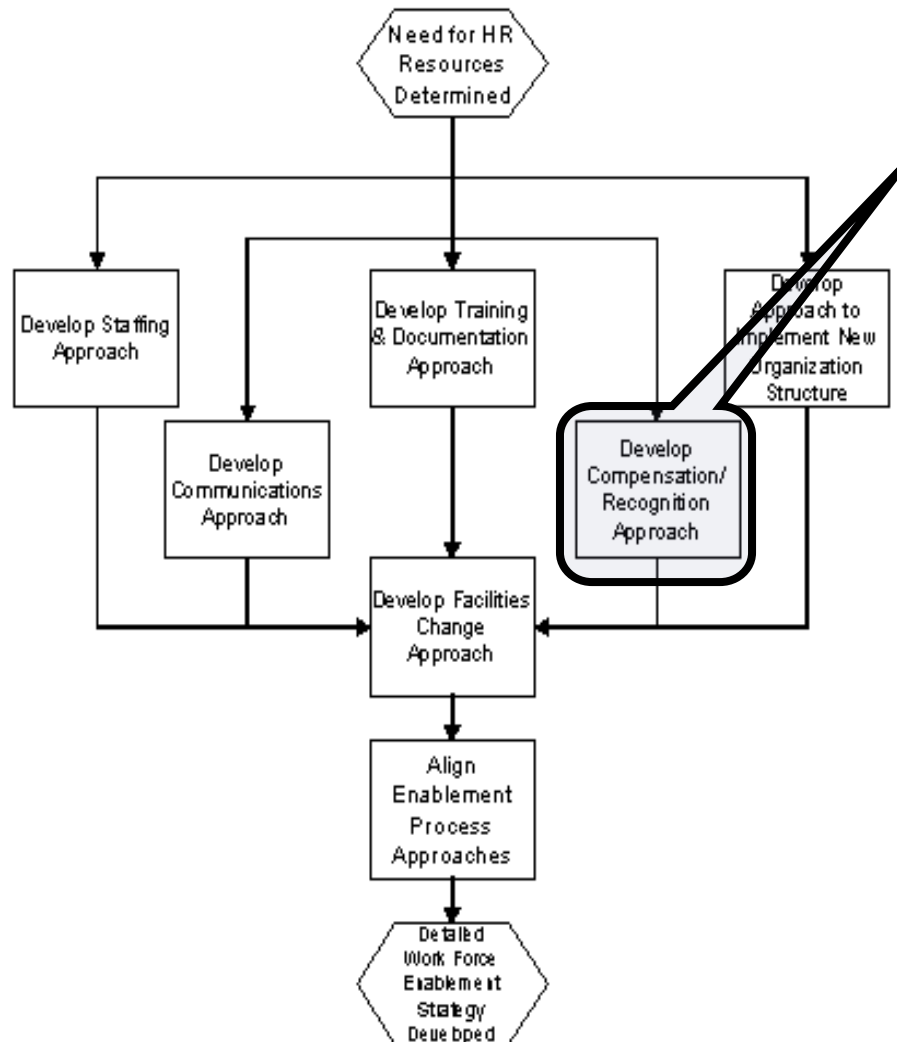 Need for HR
Resources
Determined
Develop Staffing
Approach
Develop Training
& Documentation
Approach
Develop
Approach to
Implement New
Organization
Structure
Develop
Communications
Approach
Develop
Compensation/
Recognition
Approach
Develop Facilities
Change
Approach
Align
Enablement
Process
Approaches
Detailed
Work Force
Enablement
Strategy
Developed